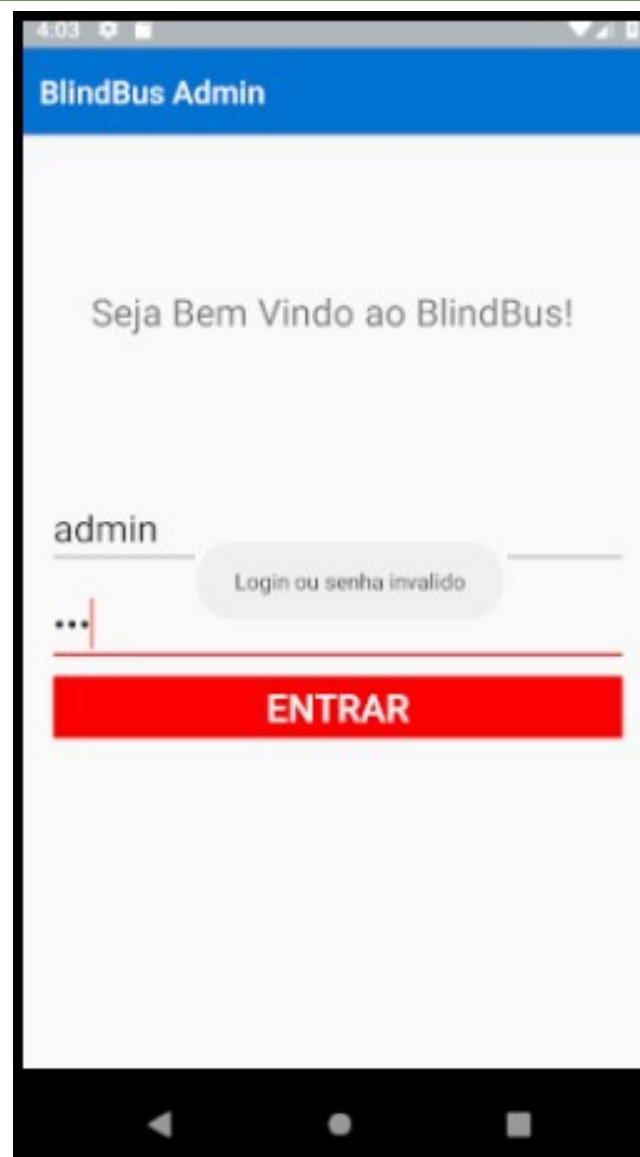 4:03
BlindBus Admin
Seja Bem Vindo ao BlindBus!
admin
Login ou senha invalido
•••
ENTRAR